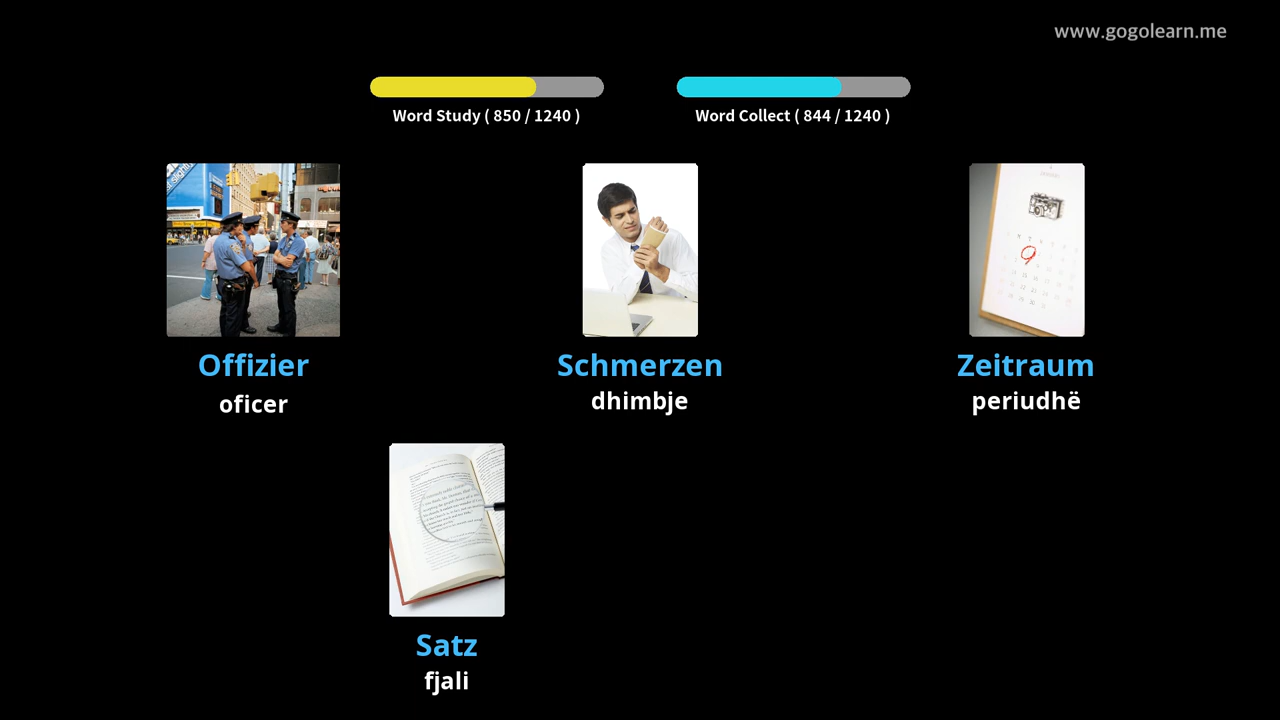 www.gogolearn.me
Word Study ( 850 / 1240 )
Word Collect ( 844 / 1240 )
Offizier
oficer
Schmerzen
dhimbje
Zeitraum
periudhë
Satz
fjali